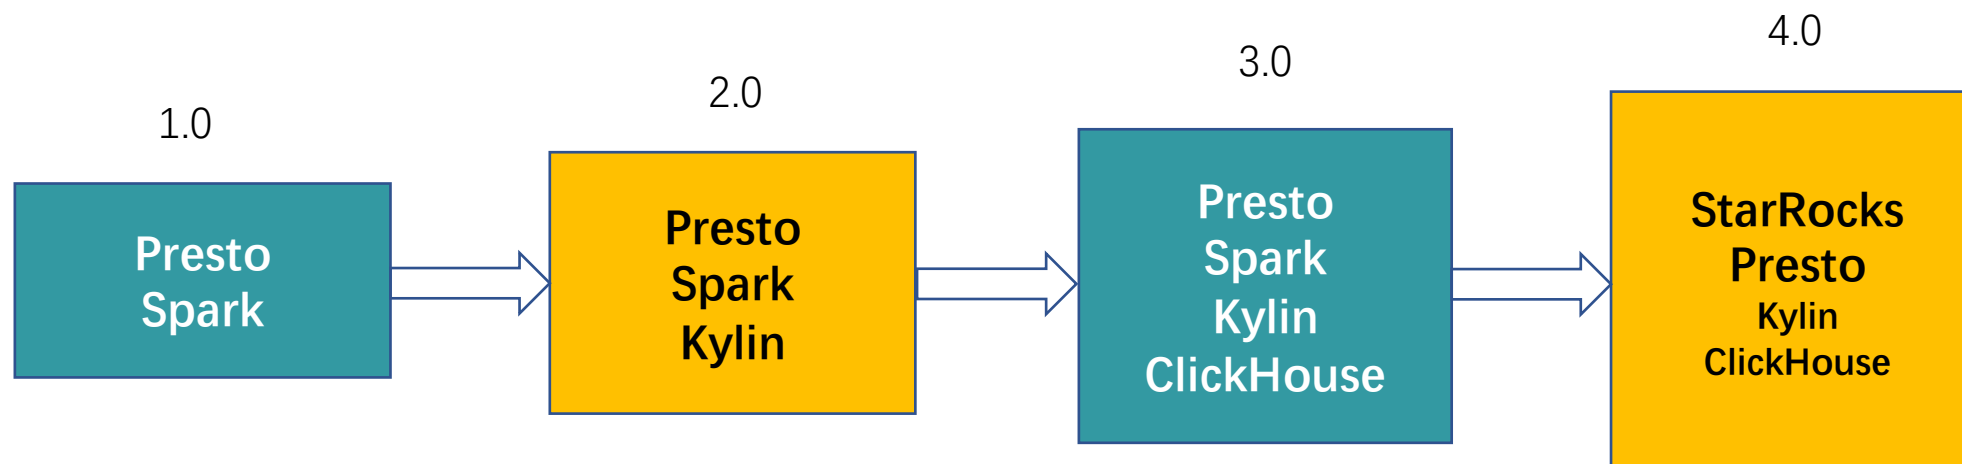 1.0
Presto
Spark
2.0
Presto
Spark
Kylin
3.0
Presto
Spark
Kylin
ClickHouse
4.0
StarRocks
Presto
Kylin
ClickHouse